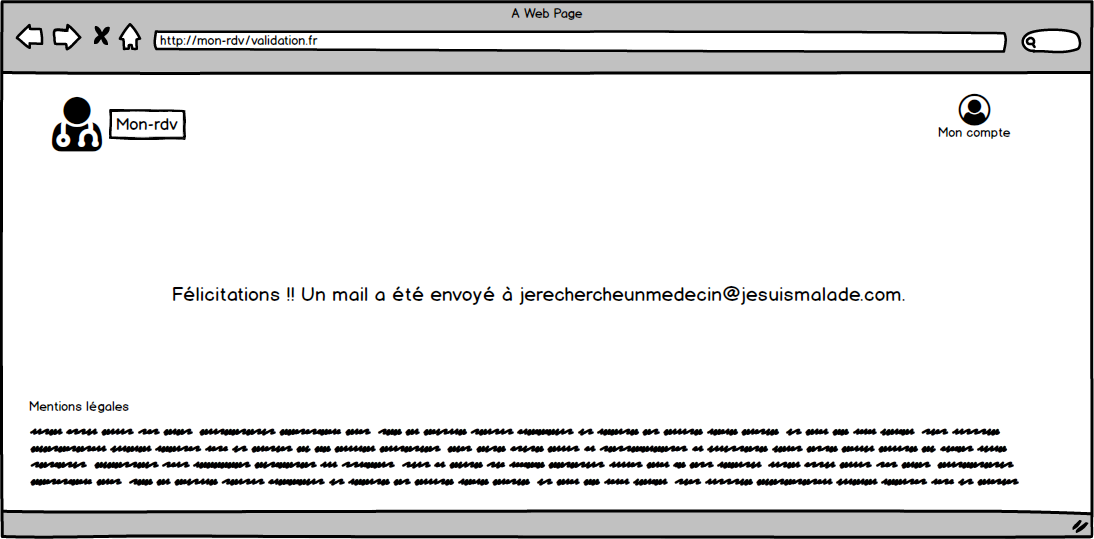 A Web Page
http://mon-rdv/validation.fr
Mon-rdv
Mon compte
Félicitations !! Un mail a été envoyé à jerechercheunmedecin@jesuismalade.com.
Mentions légales